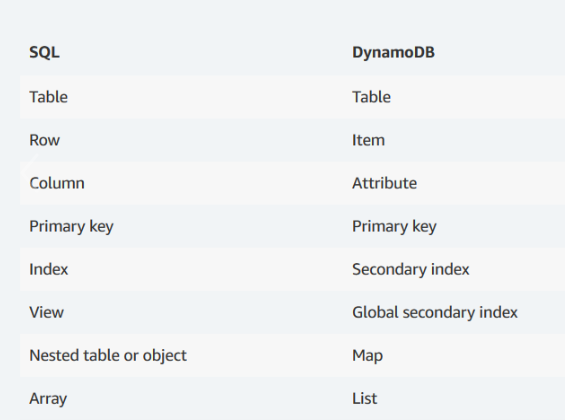 SQL DynamoDB
Table Table
Row Item
Column Attribute
Primary key Primary key
Index Secondary index
View Global secondary index
Nested table or object Map
Array List